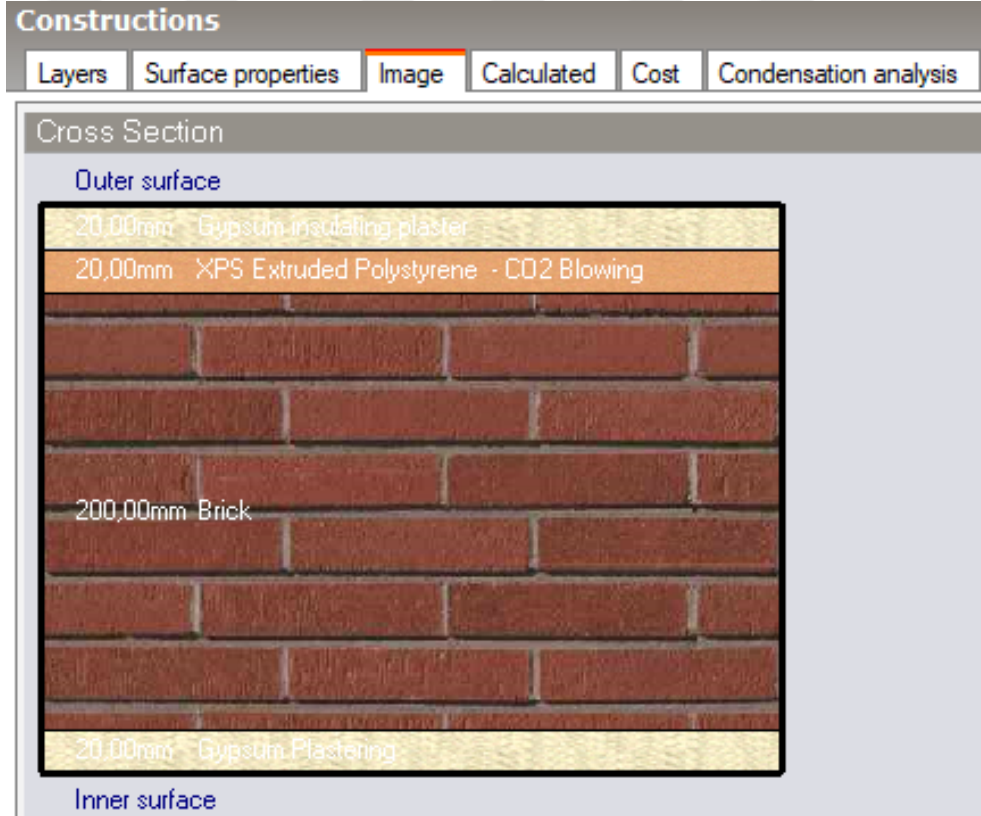 Constructions
Layers Surface properties Image Calculated Cost Condensation analysis
Cross Section
Outer surface
20,00mm Gypsum insulating plaster
20,00mm XPS Extruded Polystyrene - CO2 Blowing
200,00mm Brick
20,00mm Gypsum Plastering
Inner surface